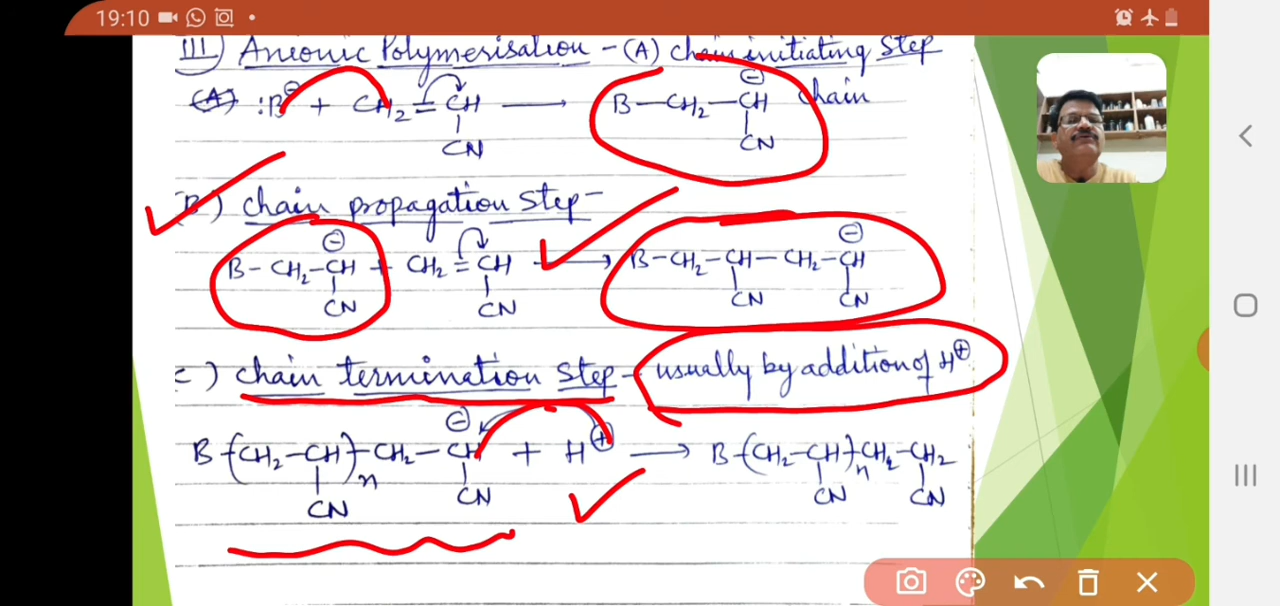 19:10
III) Aneonic Polymerisation - (A) chain initiating Step
(A) :B⊖ + CH2=CH → B-CH2-CH⊖ chain
CN CN
(B) chain propagation Step-
B-CH2-CH⊖ + CH2=CH → B-CH2-CH-CH2-CH⊖
CN CN CN CN
c) chain termination Step - usually by addition of H⊕
B(CH2-CH)n-CH2-CH⊖ + H⊕ → B(CH2-CH)n CH2-CH2
CN CN CN CN